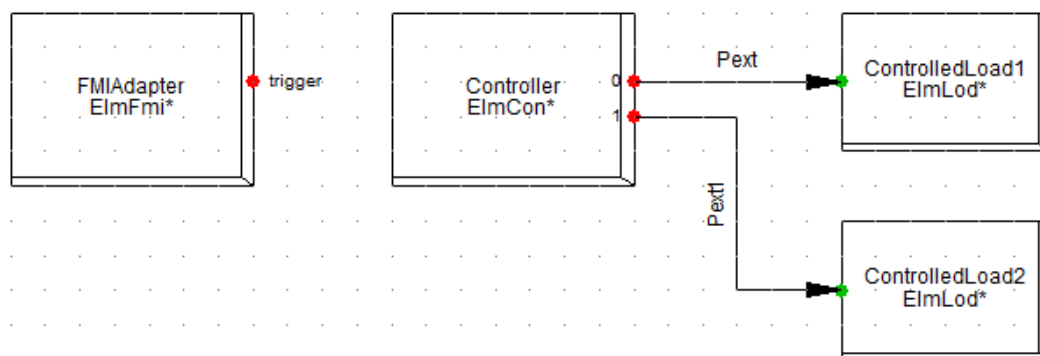 FMIAdapter
ElmFmi*
trigger
Controller
ElmCon*
0
1
Pext
Pext1
ControlledLoad1
ElmLod*
ControlledLoad2
ElmLod*